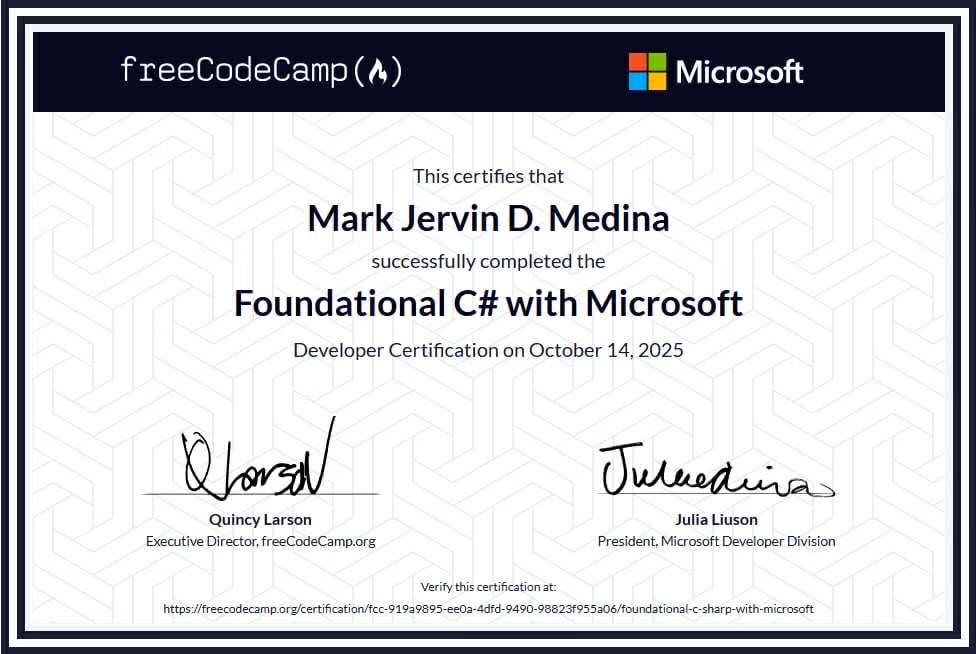 freeCodeCamp(🔥)
Microsoft
This certifies that
Mark Jervin D. Medina
successfully completed the
Foundational C# with Microsoft
Developer Certification on October 14, 2025
Quincy Larson
Executive Director, freeCodeCamp.org
Julia Liuson
President, Microsoft Developer Division
Verify this certification at:
https://freecodecamp.org/certification/fcc-919a9895-ee0a-4dfd-9490-98823f955a06/foundational-c-sharp-with-microsoft